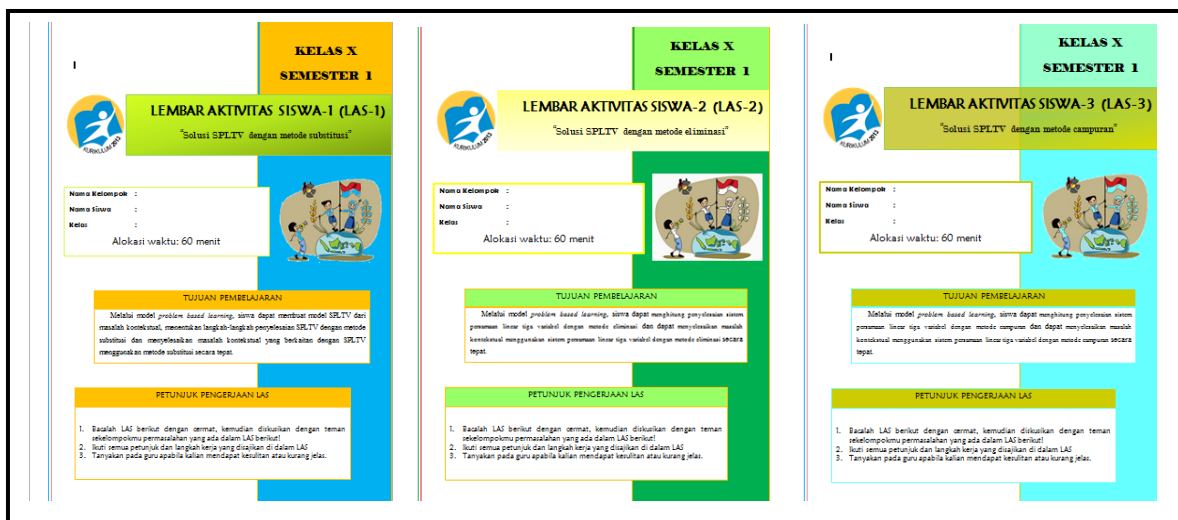 KELAS X
SEMESTER 1
KURIKULUM 2013
LEMBAR AKTIVITAS SISWA-1 (LAS-1)
"Solusi SPLTV dengan metode substitusi"
Nama Kelompok :
Nama Siswa :
Kelas :
Alokasi waktu: 60 menit
TUJUAN PEMBELAJARAN
Melalui model problem based learning, siswa dapat membuat model SPLTV dari
masalah kontekstual, menentukan langkah-langkah penyelesaian SPLTV dengan metode
substitusi dan menyelesaikan masalah kontekstual yang berkaitan dengan SPLTV
menggunakan metode substitusi secara tepat.
PETUNJUK PENGERJAAN LAS
1. Bacalah LAS berikut dengan cermat, kemudian diskusikan dengan teman
sekelompokmu permasalahan yang ada dalam LAS berikut!
2. Ikuti semua petunjuk dan langkah kerja yang disajikan di dalam LAS
3. Tanyakan pada guru apabila kalian mendapat kesulitan atau kurang jelas.
KELAS X
SEMESTER 1
KURIKULUM 2013
LEMBAR AKTIVITAS SISWA-2 (LAS-2)
"Solusi SPLTV dengan metode eliminasi"
Nama Kelompok :
Nama Siswa :
Kelas :
Alokasi waktu: 60 menit
TUJUAN PEMBELAJARAN
Melalui model problem based learning, siswa dapat menghitung penyelesaian sistem
persamaan linear tiga variabel dengan metode eliminasi dan dapat menyelesaikan masalah
kontekstual menggunakan sistem persamaan linear tiga variabel dengan metode eliminasi secara
tepat.
PETUNJUK PENGERJAAN LAS
1. Bacalah LAS berikut dengan cermat, kemudian diskusikan dengan teman
sekelompokmu permasalahan yang ada dalam LAS berikut!
2. Ikuti semua petunjuk dan langkah kerja yang disajikan di dalam LAS
3. Tanyakan pada guru apabila kalian mendapat kesulitan atau kurang jelas.
KELAS X
SEMESTER 1
KURIKULUM 2013
LEMBAR AKTIVITAS SISWA-3 (LAS-3)
"Solusi SPLTV dengan metode campuran"
Nama Kelompok :
Nama Siswa :
Kelas :
Alokasi waktu: 60 menit
TUJUAN PEMBELAJARAN
Melalui model problem based learning, siswa dapat menghitung penyelesaian sistem
persamaan linear tiga variabel dengan metode campuran dan dapat menyelesaikan masalah
kontekstual menggunakan sistem persamaan linear tiga variabel dengan metode campuran secara
tepat.
PETUNJUK PENGERJAAN LAS
1. Bacalah LAS berikut dengan cermat, kemudian diskusikan dengan teman
sekelompokmu permasalahan yang ada dalam LAS berikut!
2. Ikuti semua petunjuk dan langkah kerja yang disajikan di dalam LAS
3. Tanyakan pada guru apabila kalian mendapat kesulitan atau kurang jelas.